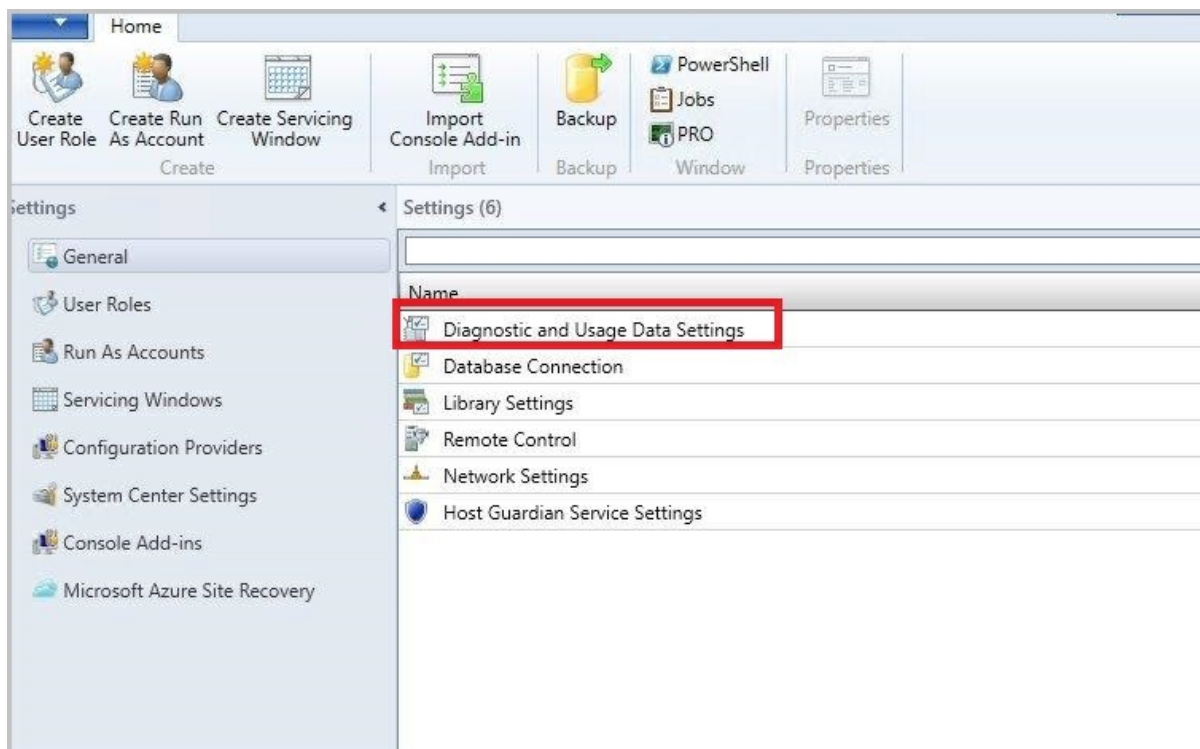 Home
Create User Role
Create Run As Account
Create Servicing Window
Create
Import Console Add-in
Import
Backup
Backup
PowerShell
Jobs
PRO
Window
Properties
Properties
Settings
Settings (6)
General
User Roles
Run As Accounts
Servicing Windows
Configuration Providers
System Center Settings
Console Add-ins
Microsoft Azure Site Recovery
Name
Diagnostic and Usage Data Settings
Database Connection
Library Settings
Remote Control
Network Settings
Host Guardian Service Settings